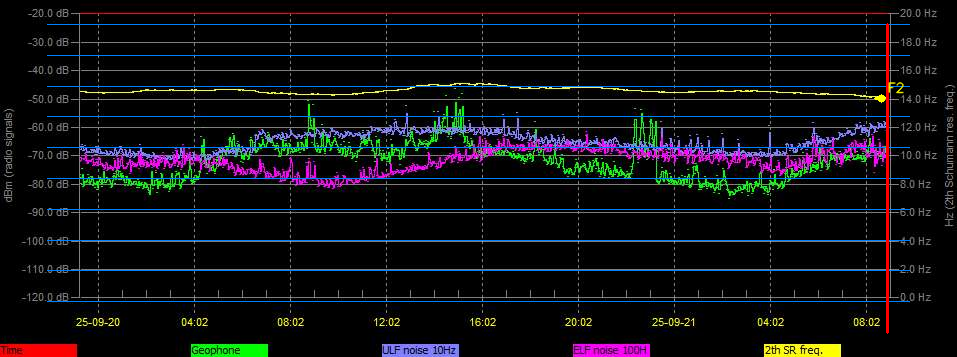 -20.0 dB 20.0 Hz
-30.0 dB 18.0 Hz
-40.0 dB 16.0 Hz
-50.0 dB 14.0 Hz
F2
-60.0 dB 12.0 Hz
-70.0 dB 10.0 Hz
-80.0 dB 8.0 Hz
-90.0 dB 6.0 Hz
-100.0 dB 4.0 Hz
-110.0 dB 2.0 Hz
-120.0 dB 0.0 Hz
dBm (radio signals)
Hz (2th Schumann res. freq.)
25-09-20 04:02 08:02 12:02 16:02 20:02 25-09-21 04:02 08:02
Time Geophone ULF noise 10Hz ELF noise 100H 2th SR freq.